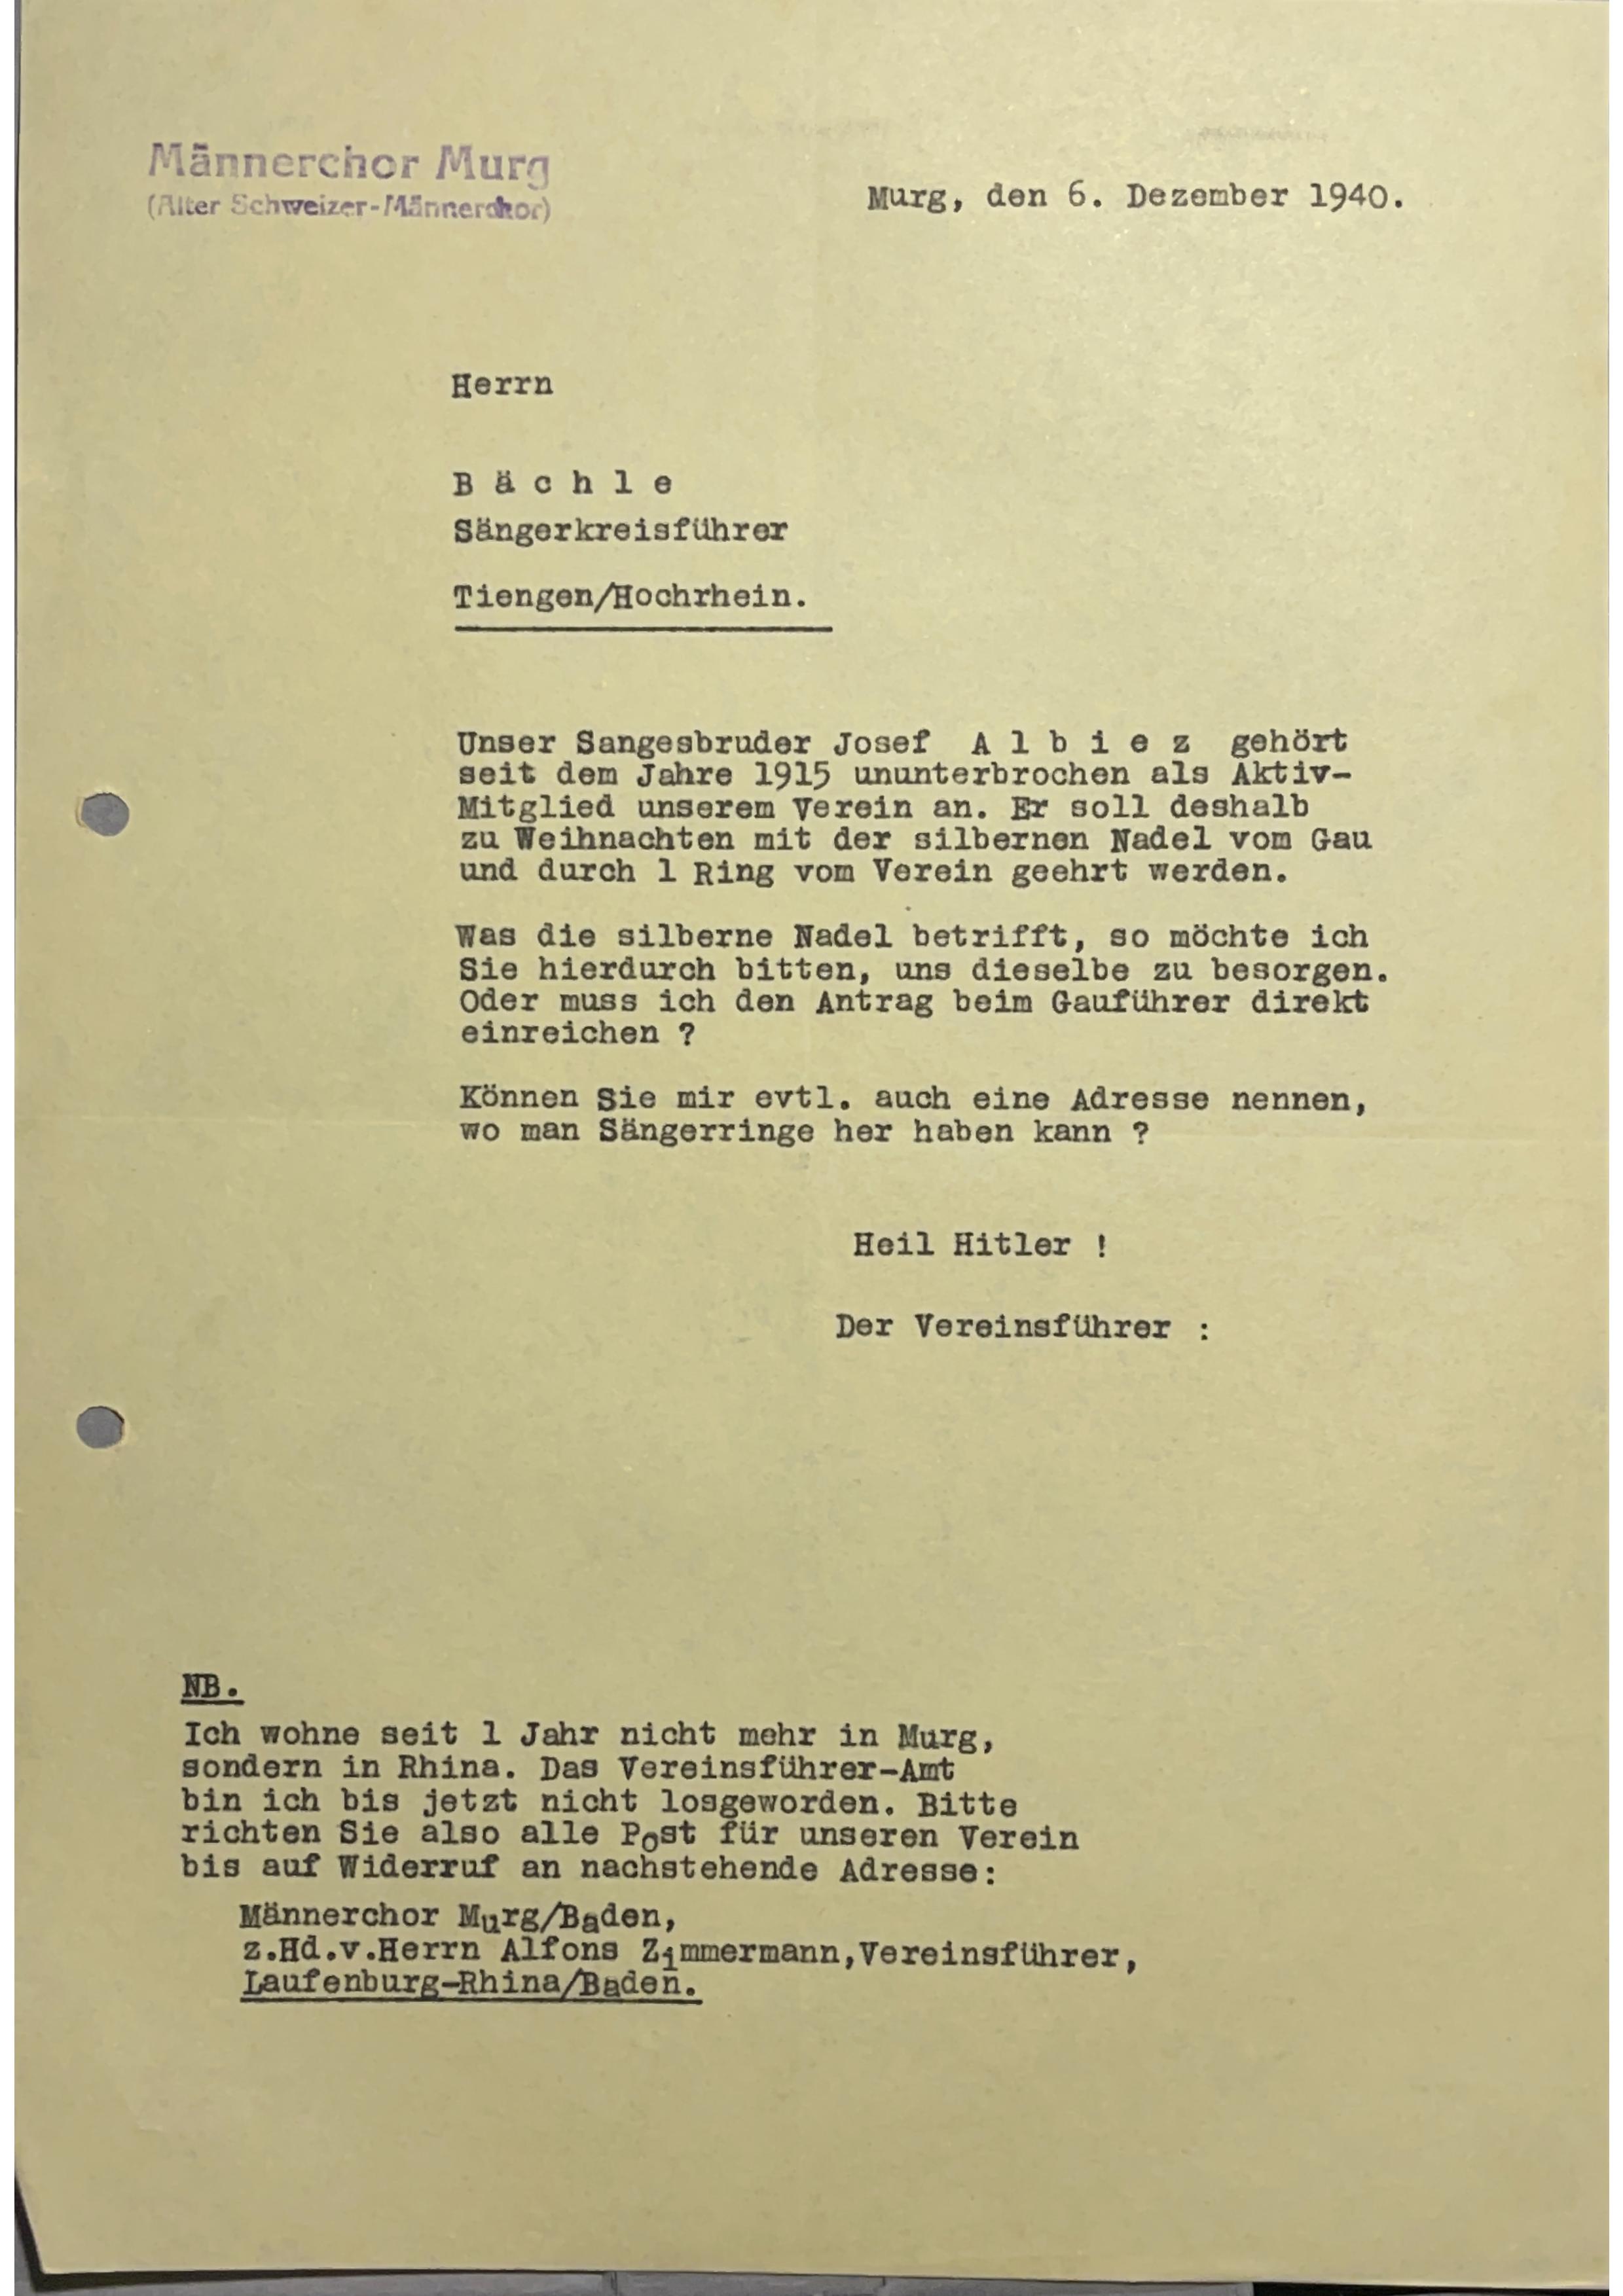 Männerchor Murg
(Alter Schweizer-Männerchor)
Murg, den 6. Dezember 1940.
Herrn
B ä c h l e
Sängerkreisführer
Tiengen/Hochrhein.
Unser Sangesbruder Josef A l b i e z gehört
seit dem Jahre 1915 ununterbrochen als Aktiv-
Mitglied unserem Verein an. Er soll deshalb
zu Weihnachten mit der silbernen Nadel vom Gau
und durch 1 Ring vom Verein geehrt werden.
Was die silberne Nadel betrifft, so möchte ich
Sie hierdurch bitten, uns dieselbe zu besorgen.
Oder muss ich den Antrag beim Gauführer direkt
einreichen ?
Können Sie mir evtl. auch eine Adresse nennen,
wo man Sängerringe her haben kann ?
Heil Hitler !
Der Vereinsführer :
NB.
Ich wohne seit 1 Jahr nicht mehr in Murg,
sondern in Rhina. Das Vereinsführer-Amt
bin ich bis jetzt nicht losgeworden. Bitte
richten Sie also alle Post für unseren Verein
bis auf Widerruf an nachstehende Adresse:
Männerchor Murg/Baden,
z.Hd.v.Herrn Alfons Zimmermann,Vereinsführer,
Laufenburg-Rhina/Baden.